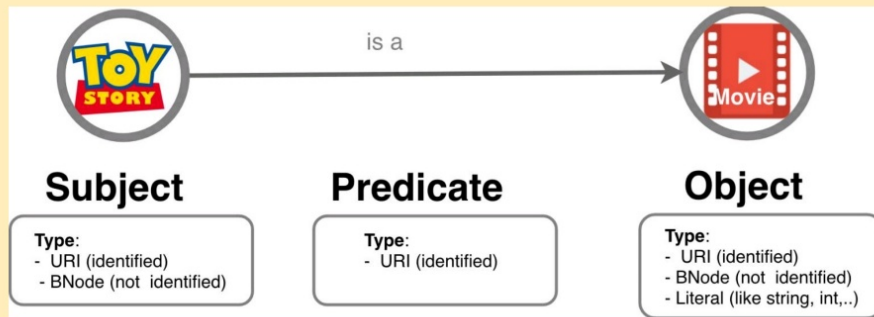 TOY
STORY
is a
Movie
Subject
Predicate
Object
Type:
- URI (identified)
- BNode (not identified)
Type:
- URI (identified)
Type:
- URI (identified)
- BNode (not identified)
- Literal (like string, int,..)